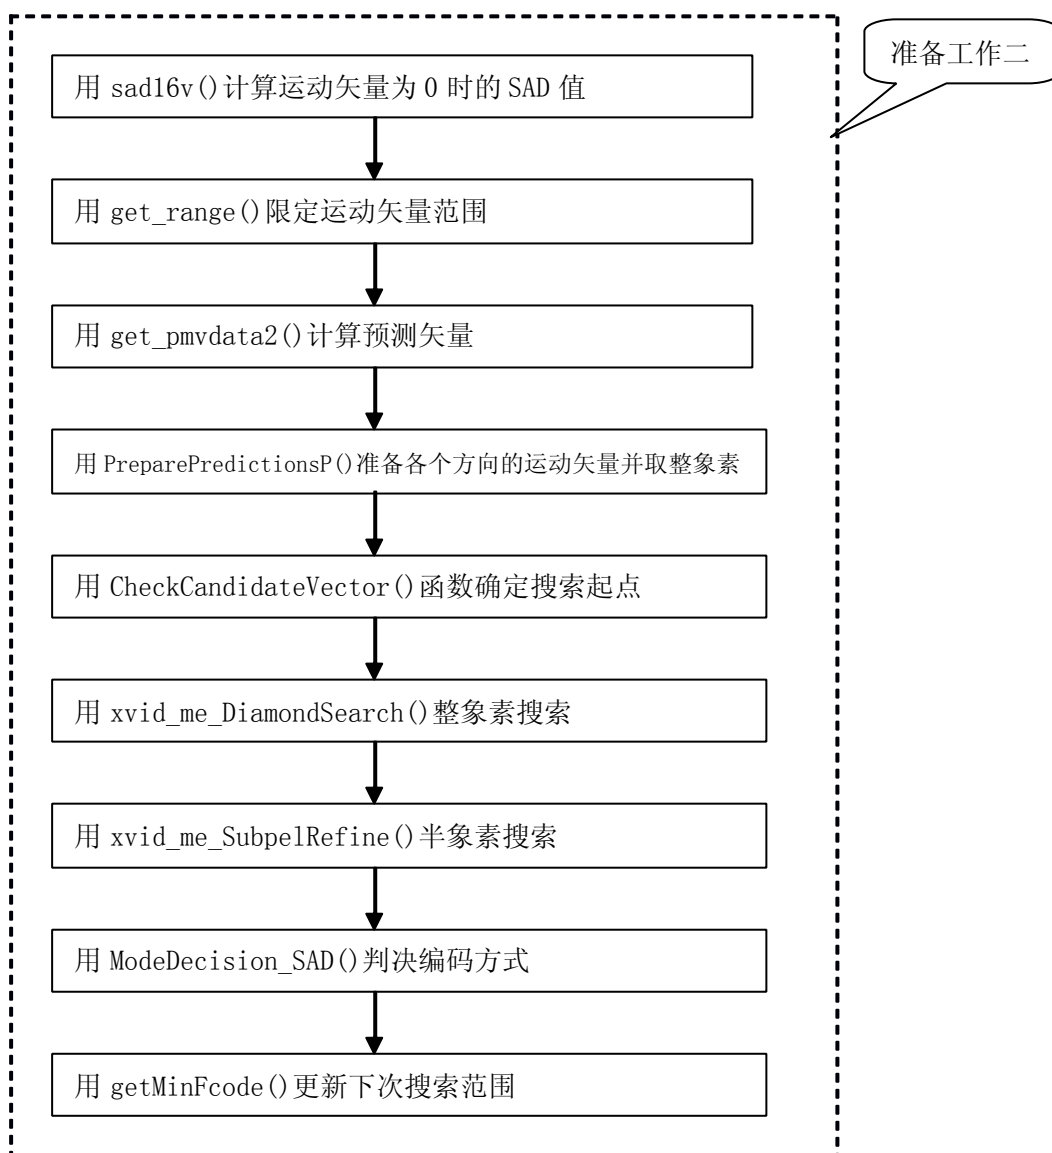 准备工作二
用 sad16v()计算运动矢量为 0 时的 SAD 值
用 get_range()限定运动矢量范围
用 get_pmvdata2()计算预测矢量
用 PreparePredictionsP()准备各个方向的运动矢量并取整象素
用 CheckCandidateVector()函数确定搜索起点
用 xvid_me_DiamondSearch()整象素搜索
用 xvid_me_SubpelRefine()半象素搜索
用 ModeDecision_SAD()判决编码方式
用 getMinFcode()更新下次搜索范围